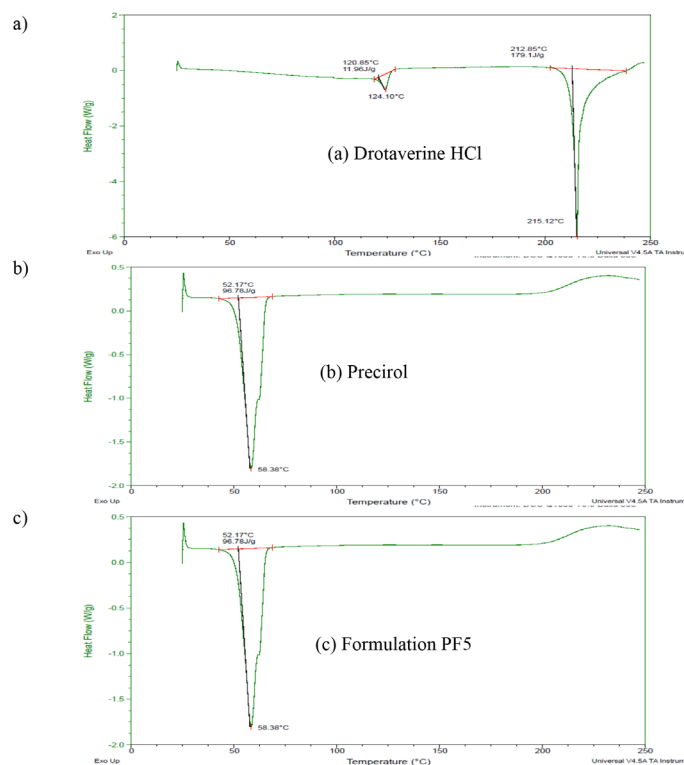 a)
120.85°C
11.96J/g
124.10°C
212.85°C
179.1J/g
215.12°C
(a) Drotaverine HCl
Heat Flow (W/g)
2
0
-2
-4
-6
0
50
100
150
200
250
Exo Up
Temperature (°C)
Universal V4.5A TA Instrum
b)
52.17°C
96.78J/g
58.38°C
(b) Precirol
Heat Flow (W/g)
0.5
0.0
-0.5
-1.0
-1.5
-2.0
0
50
100
150
200
250
Exo Up
Temperature (°C)
Universal V4.5A TA Instrum
c)
52.17°C
96.78J/g
58.38°C
(c) Formulation PF5
Heat Flow (W/g)
0.5
0.0
-0.5
-1.0
-1.5
-2.0
0
50
100
150
200
250
Exo Up
Temperature (°C)
Universal V4.5A TA Instrum